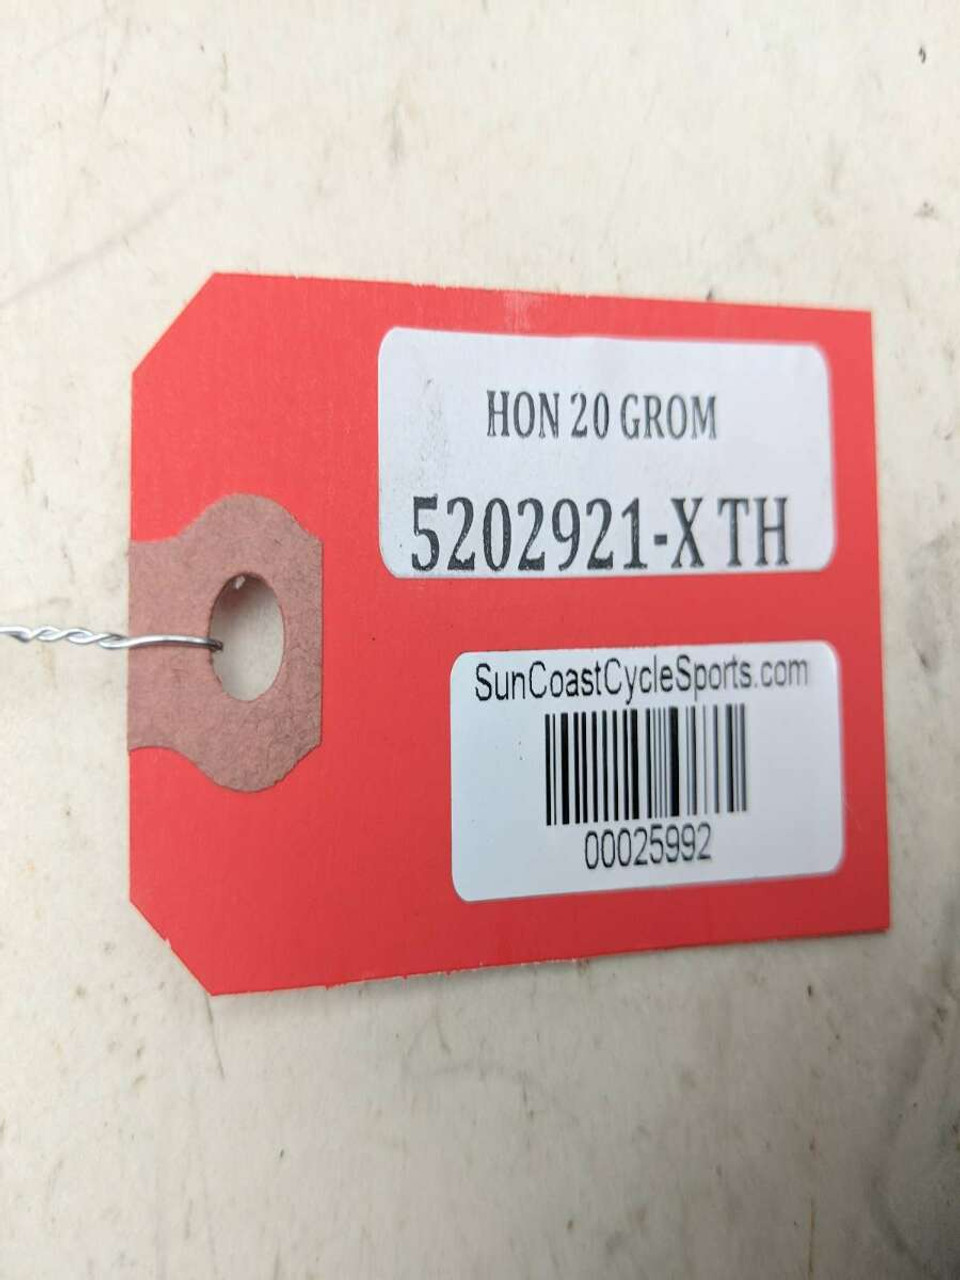 HON 20 GROM
5202921-X TH
SunCoastCycleSports.com
00025992